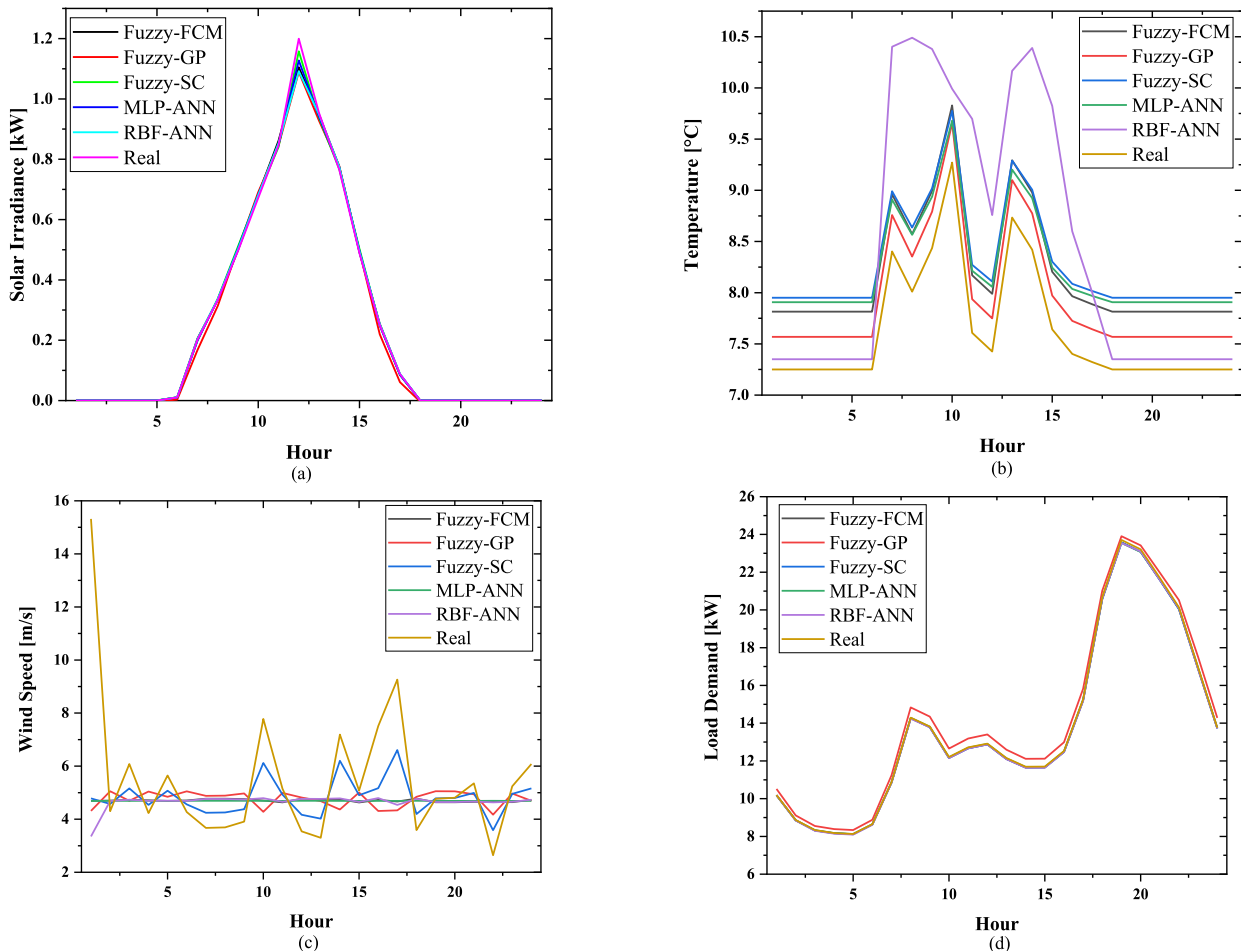 Solar Irradiance [kW]
1.2
1.0
0.8
0.6
0.4
0.2
0.0
Fuzzy-FCM
Fuzzy-GP
Fuzzy-SC
MLP-ANN
RBF-ANN
Real
5
10
15
20
Hour
(a)
Temperature [°C]
10.5
10.0
9.5
9.0
8.5
8.0
7.5
7.0
Fuzzy-FCM
Fuzzy-GP
Fuzzy-SC
MLP-ANN
RBF-ANN
Real
5
10
15
20
Hour
(b)
Wind Speed [m/s]
16
14
12
10
8
6
4
2
Fuzzy-FCM
Fuzzy-GP
Fuzzy-SC
MLP-ANN
RBF-ANN
Real
5
10
15
20
Hour
(c)
Load Demand [kW]
26
24
22
20
18
16
14
12
10
8
6
Fuzzy-FCM
Fuzzy-GP
Fuzzy-SC
MLP-ANN
RBF-ANN
Real
5
10
15
20
Hour
(d)